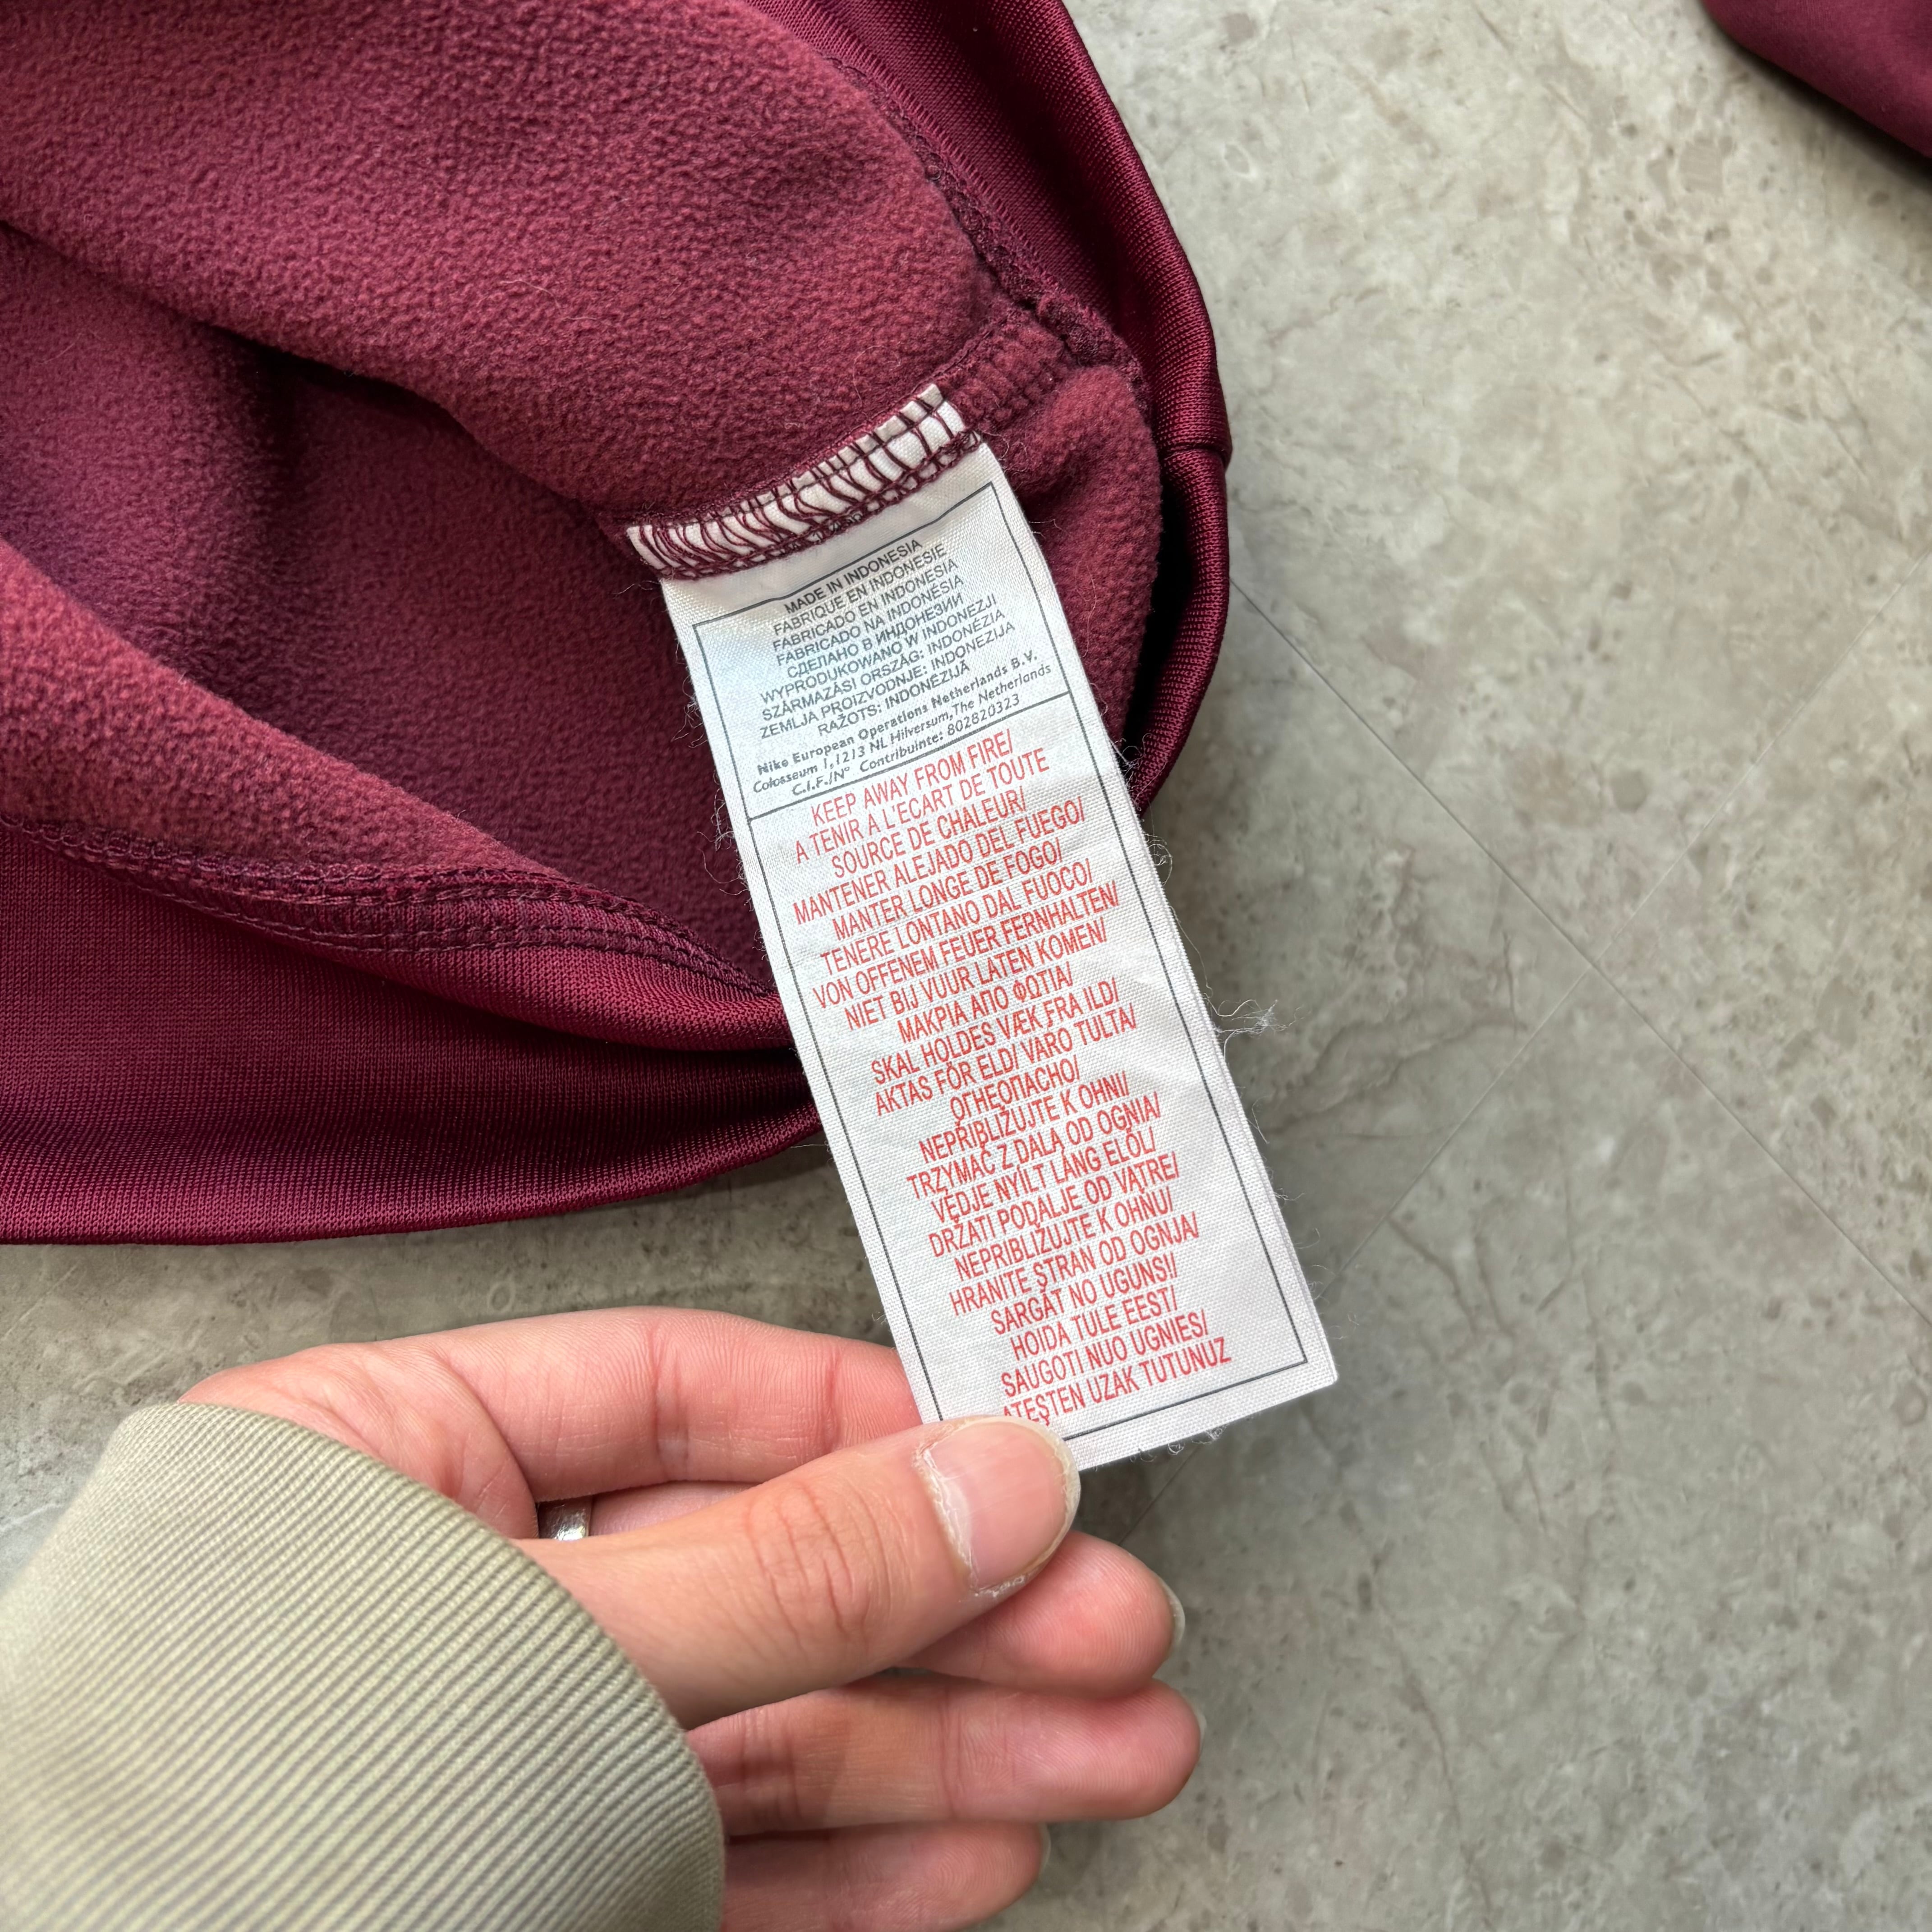 MADE IN INDONESIA
FABRIQUE EN INDONESIE
FABRICADO EN INDONESIA
FABRICADO NA INDONÉSIA
СДЕЛАНО В ИНДОНЕЗИИ
WYPRODUKOWANO W INDONEZJI
SZÁRMAZÁSI ORSZÁG: INDONÉZIA
ZEMLJA PROIZVODNJE: INDONEZIJA
RAŽOTS: INDONĒZIJĀ
Nike European Operations Netherlands B.V.
Colosseum 1, 1213 NL Hilversum, The Netherlands
C.I.F./N° Contribuinte: 802820323
KEEP AWAY FROM FIRE/
A TENIR A L'ECART DE TOUTE
SOURCE DE CHALEUR/
MANTENER ALEJADO DEL FUEGO/
MANTER LONGE DE FOGO/
TENERE LONTANO DAL FUOCO/
VON OFFENEM FEUER FERNHALTEN/
NIET BIJ VUUR LATEN KOMEN/
ΜΑΚΡΙΑ ΑΠΟ ΦΩΤΙΑ/
SKAL HOLDES VÆK FRA ILD/
AKTAS FÖR ELD/ VARO TULTA/
ОГНЕОПАСНО/
NEPŘIBLIŽUJTE K OHNI/
TRZYMAĆ Z DALA OD OGNIA/
VÉDJE NYÍLT LÁNG ELŐL/
DRŽATI PODALJE OD VATRE/
NEPRIBLIŽUJTE K OHŇU/
HRANITE STRAN OD OGNJA/
SARGĀT NO UGUNS!/
HOIDA TULE EEST/
SAUGOTI NUO UGNIES/
ATEŞTEN UZAK TUTUNUZ